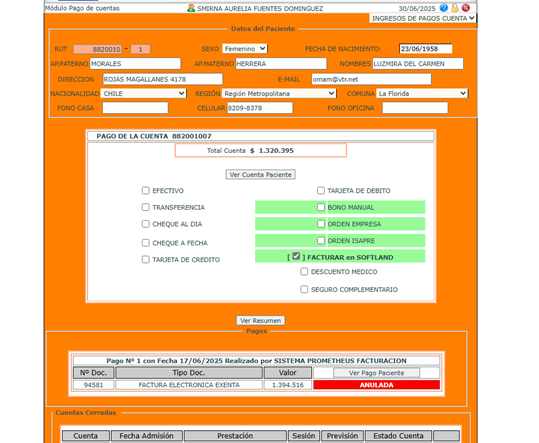 Módulo Pago de cuentas SMIRNA AURELIA FUENTES DOMINGUEZ 30/06/2025
INGRESOS DE PAGOS CUENTA
Datos del Paciente
RUT 8820010 - 1 SEXO Femenino FECHA DE NACIMIENTO: 23/06/1958
AP.PATERNO MORALES AP.MATERNO HERRERA NOMBRES LUZMIRA DEL CARMEN
DIRECCION ROJAS MAGALLANES 4178 E-MAIL omam@vtr.net
NACIONALIDAD CHILE REGIÓN Región Metropolitana COMUNA La Florida
FONO CASA CELULAR 8209-8378 FONO OFICINA
PAGO DE LA CUENTA 882001007
Total Cuenta $ 1.320.395
Ver Cuenta Paciente
EFECTIVO TARJETA DE DEBITO
TRANSFERENCIA BONO MANUAL
CHEQUE AL DIA ORDEN EMPRESA
CHEQUE A FECHA ORDEN ISAPRE
TARJETA DE CREDITO [ ] FACTURAR en SOFTLAND
DESCUENTO MEDICO
SEGURO COMPLEMENTARIO
Ver Resumen
Pagos
Pago Nº 1 con Fecha 17/06/2025 Realizado por SISTEMA PROMETHEUS FACTURACION
Nº Doc. Tipo Doc. Valor Ver Pago Paciente
94581 FACTURA ELECTRONICA EXENTA 1.394.516 ANULADA
Cuentas Cerradas
Cuenta Fecha Admisión Prestación Sesión Previsión Estado Cuenta